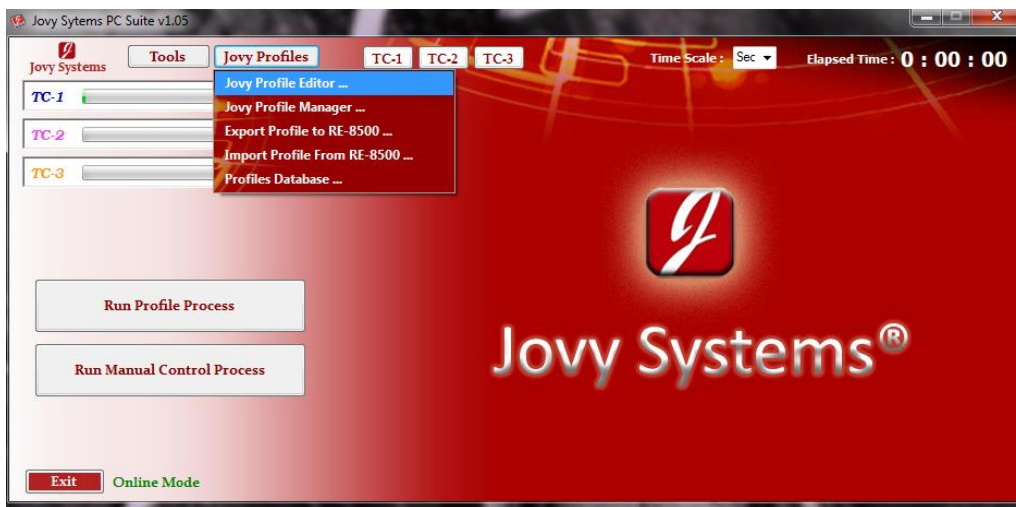 Jovy Sytems PC Suite v1.05
Jovy Systems
Tools
Jovy Profiles
TC-1
TC-2
TC-3
Time Scale :
Sec
Elapsed Time : 0 : 00 : 00
Jovy Profile Editor ...
Jovy Profile Manager ...
Export Profile to RE-8500 ...
Import Profile From RE-8500 ...
Profiles Database ...
TC-1
TC-2
TC-3
Run Profile Process
Run Manual Control Process
J
Jovy Systems®
Exit
Online Mode